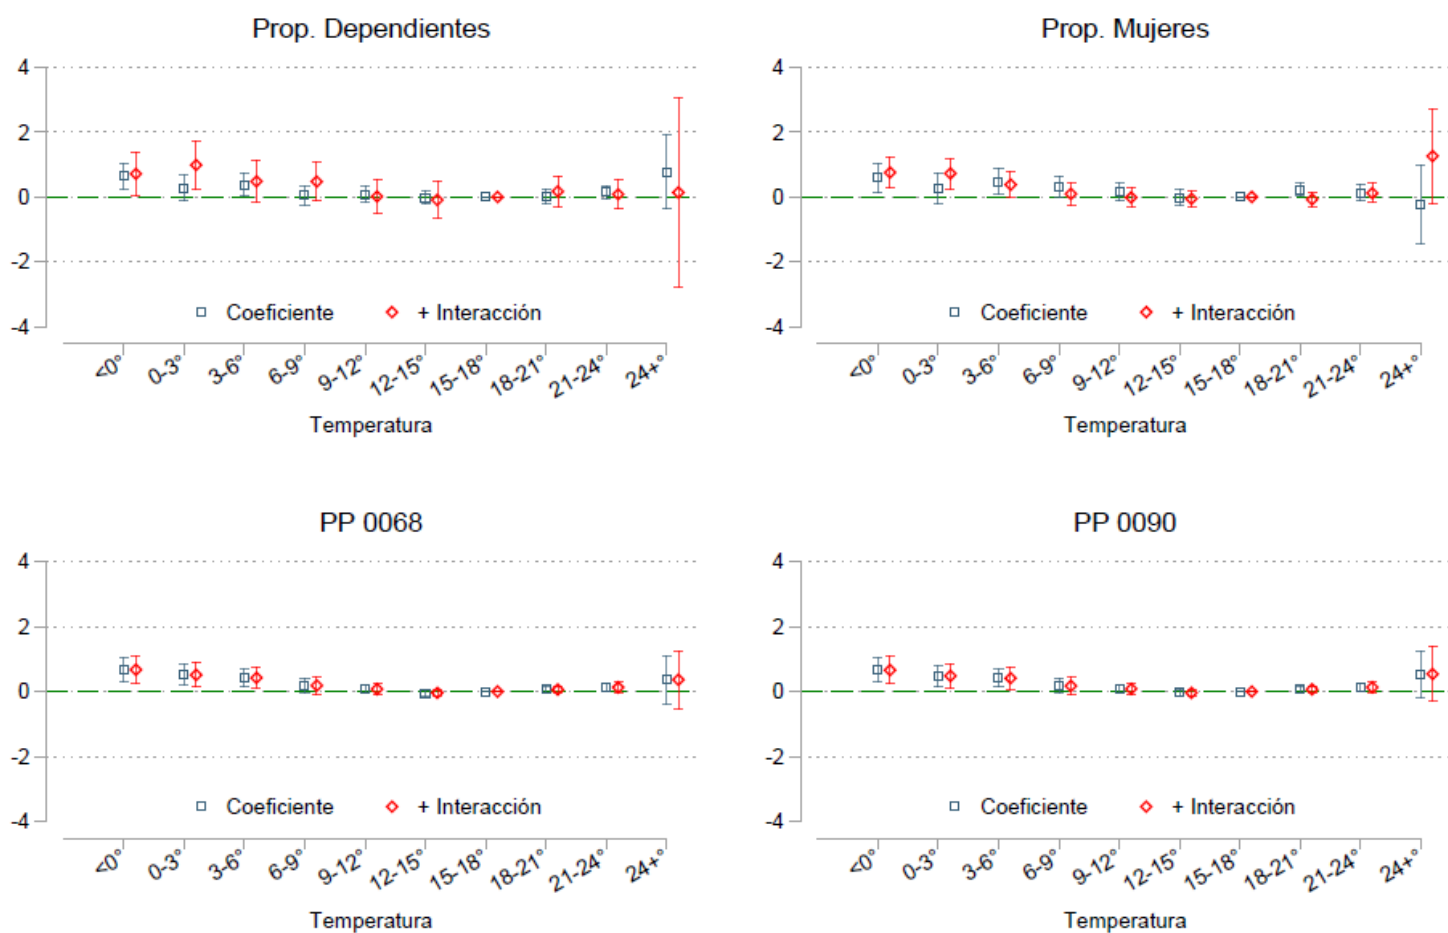 Prop. Dependientes
4
2
0
-2
-4
Coeficiente + Interacción
<0° 0-3° 3-6° 6-9° 9-12° 12-15° 15-18° 18-21° 21-24° 24+°
Temperatura
Prop. Mujeres
4
2
0
-2
-4
Coeficiente + Interacción
<0° 0-3° 3-6° 6-9° 9-12° 12-15° 15-18° 18-21° 21-24° 24+°
Temperatura
PP 0068
4
2
0
-2
-4
Coeficiente + Interacción
<0° 0-3° 3-6° 6-9° 9-12° 12-15° 15-18° 18-21° 21-24° 24+°
Temperatura
PP 0090
4
2
0
-2
-4
Coeficiente + Interacción
<0° 0-3° 3-6° 6-9° 9-12° 12-15° 15-18° 18-21° 21-24° 24+°
Temperatura